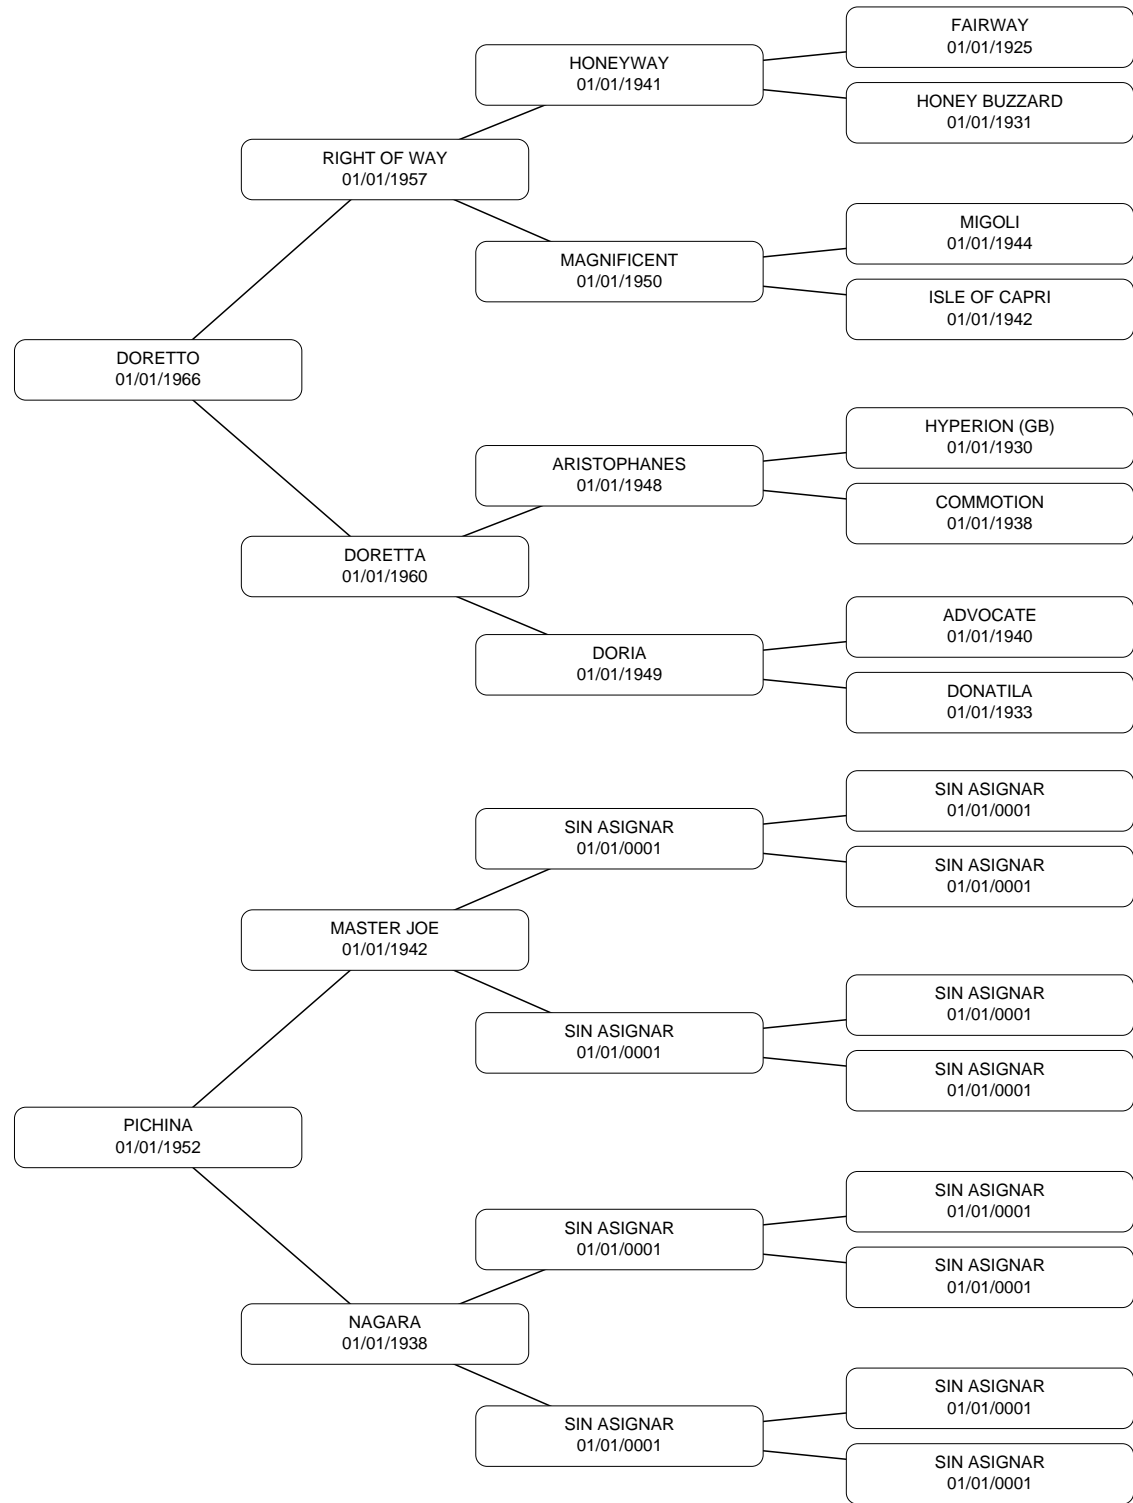 FAIRWAY
01/01/1925
HONEYWAY
01/01/1941
HONEY BUZZARD
01/01/1931
RIGHT OF WAY
01/01/1957
MIGOLI
01/01/1944
MAGNIFICENT
01/01/1950
ISLE OF CAPRI
01/01/1942
DORETTO
01/01/1966
HYPERION (GB)
01/01/1930
ARISTOPHANES
01/01/1948
COMMOTION
01/01/1938
DORETTA
01/01/1960
ADVOCATE
01/01/1940
DORIA
01/01/1949
DONATILA
01/01/1933
SIN ASIGNAR
01/01/0001
SIN ASIGNAR
01/01/0001
SIN ASIGNAR
01/01/0001
MASTER JOE
01/01/1942
SIN ASIGNAR
01/01/0001
SIN ASIGNAR
01/01/0001
SIN ASIGNAR
01/01/0001
PICHINA
01/01/1952
SIN ASIGNAR
01/01/0001
SIN ASIGNAR
01/01/0001
SIN ASIGNAR
01/01/0001
NAGARA
01/01/1938
SIN ASIGNAR
01/01/0001
SIN ASIGNAR
01/01/0001
SIN ASIGNAR
01/01/0001